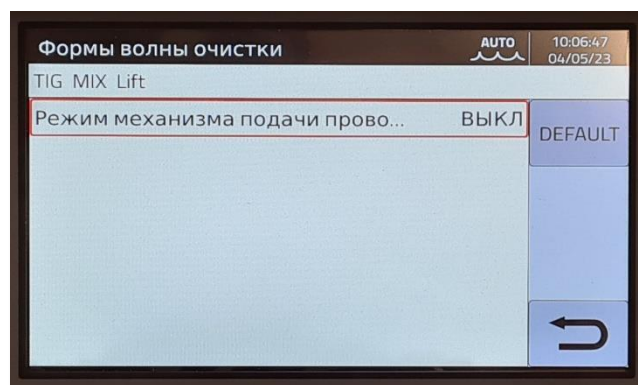 Формы волны очистки
AUTO
10:06:47
04/05/23
TIG MIX Lift
Режим механизма подачи прово... ВЫКЛ
DEFAULT